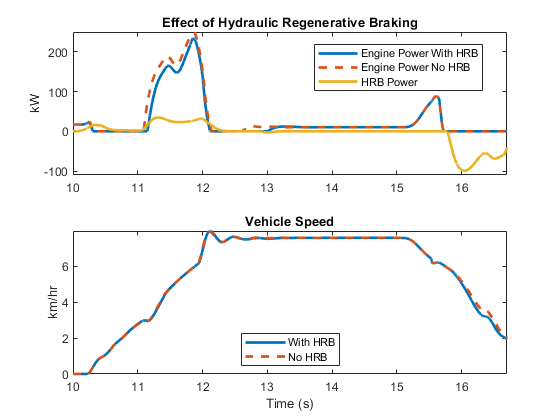 Effect of Hydraulic Regenerative Braking
kW
200
100
0
-100
Engine Power With HRB
Engine Power No HRB
HRB Power
10 11 12 13 14 15 16
Vehicle Speed
km/hr
6
4
2
0
With HRB
No HRB
10 11 12 13 14 15 16
Time (s)